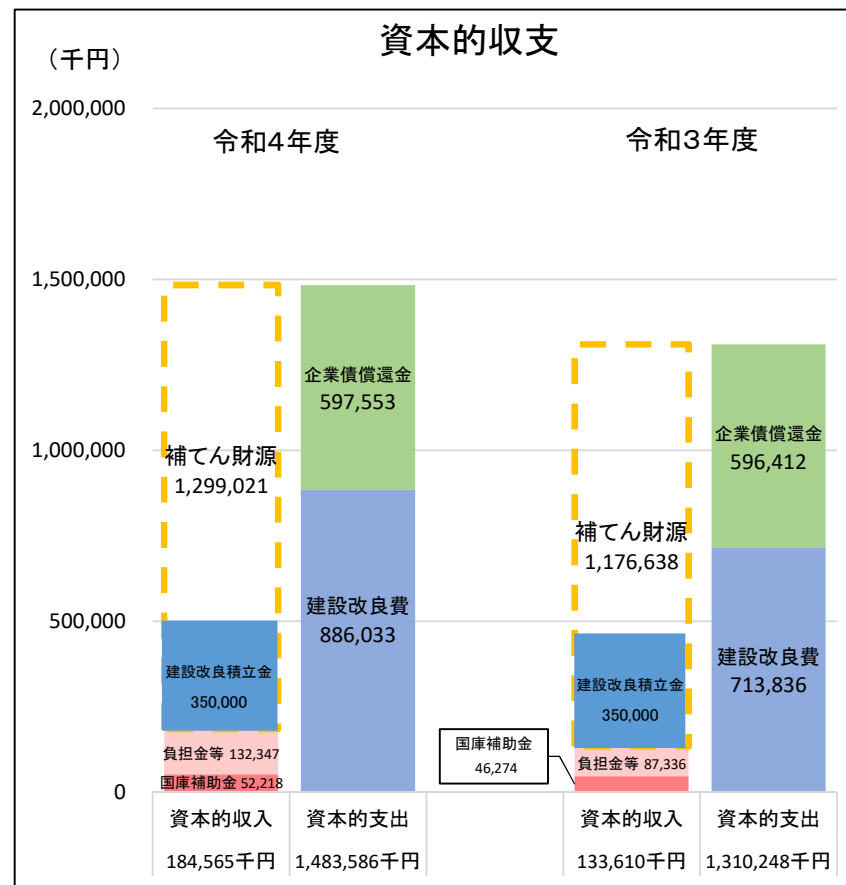 資本的収支
（千円）
2,000,000
1,500,000
1,000,000
500,000
0
令和４年度
令和３年度
補てん財源
1,299,021
建設改良積立金
350,000
負担金等 132,347
国庫補助金 52,218
企業債償還金
597,553
建設改良費
886,033
補てん財源
1,176,638
建設改良積立金
350,000
国庫補助金
46,274
負担金等 87,336
企業債償還金
596,412
建設改良費
713,836
資本的収入
184,565千円
資本的支出
1,483,586千円
資本的収入
133,610千円
資本的支出
1,310,248千円